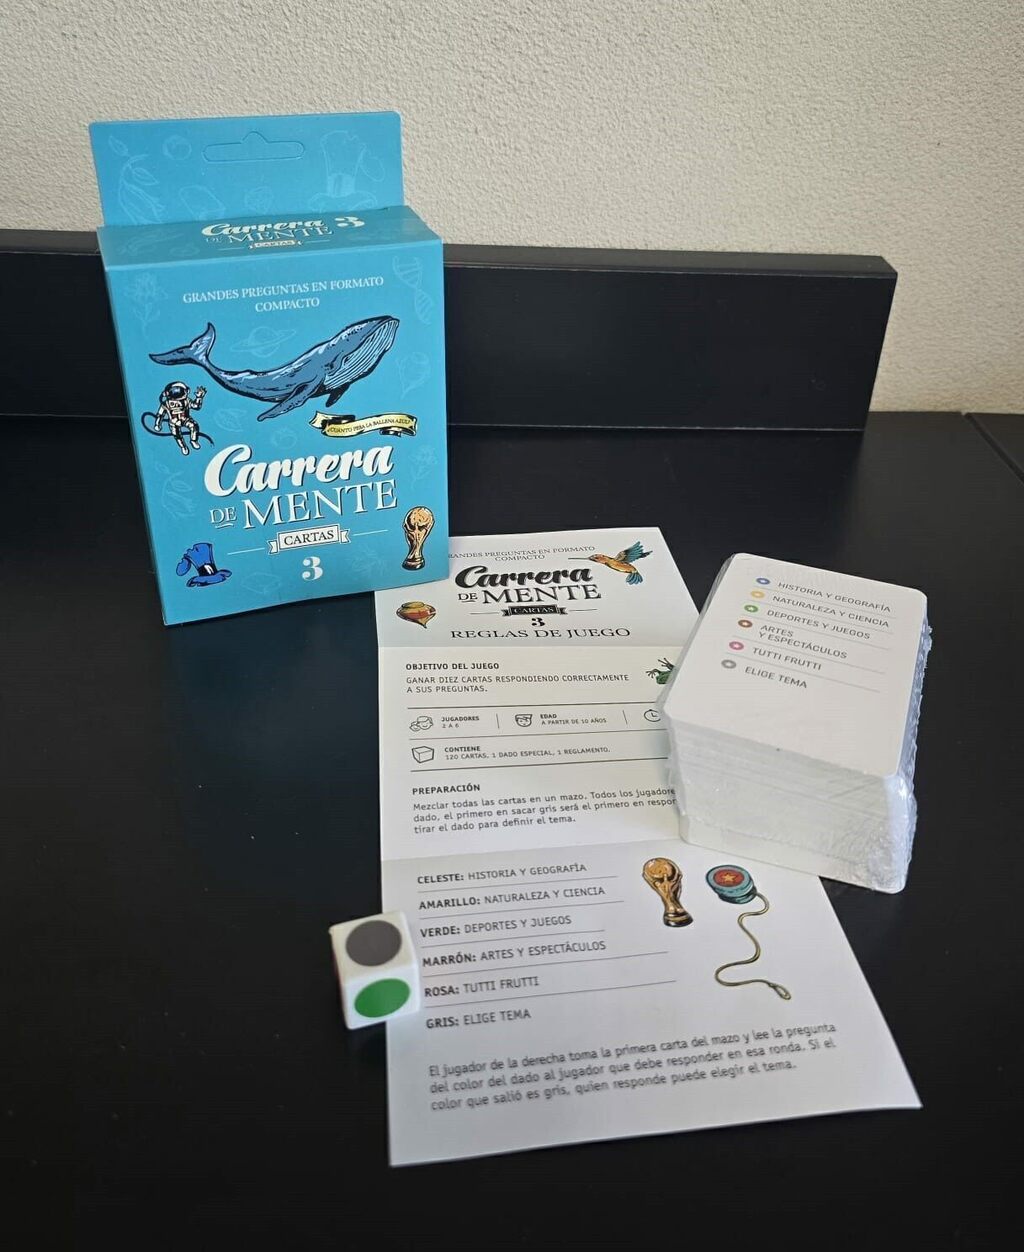 Carrera 3
DE MENTE
CARTAS
GRANDES PREGUNTAS EN FORMATO
COMPACTO
¿CUÁNTO PESA LA BALLENA AZUL?
Carrera
DE MENTE
CARTAS
3
GRANDES PREGUNTAS EN FORMATO
COMPACTO
Carrera
DE MENTE
CARTAS
3
REGLAS DE JUEGO
OBJETIVO DEL JUEGO
GANAR DIEZ CARTAS RESPONDIENDO CORRECTAMENTE
A SUS PREGUNTAS.
JUGADORES
2 A 6
EDAD
A PARTIR DE 10 AÑOS
CONTIENE
120 CARTAS, 1 DADO ESPECIAL, 1 REGLAMENTO.
PREPARACIÓN
Mezclar todas las cartas en un mazo. Todos los
dado, el primero en sacar gris será el primero en
tirar el dado para definir el tema.
CELESTE: HISTORIA Y GEOGRAFÍA
AMARILLO: NATURALEZA Y CIENCIA
VERDE: DEPORTES Y JUEGOS
MARRÓN: ARTES Y ESPECTÁCULOS
ROSA: TUTTI FRUTTI
GRIS: ELIGE TEMA
El jugador de la derecha toma la primera carta del mazo y lee la pregunta
del color del dado al jugador que debe responder en esa ronda. Si el
color que salió es gris, quien responde puede elegir el tema.
HISTORIA Y GEOGRAFÍA
NATURALEZA Y CIENCIA
DEPORTES Y JUEGOS
ARTES
Y ESPECTÁCULOS
TUTTI FRUTTI
ELIGE TEMA